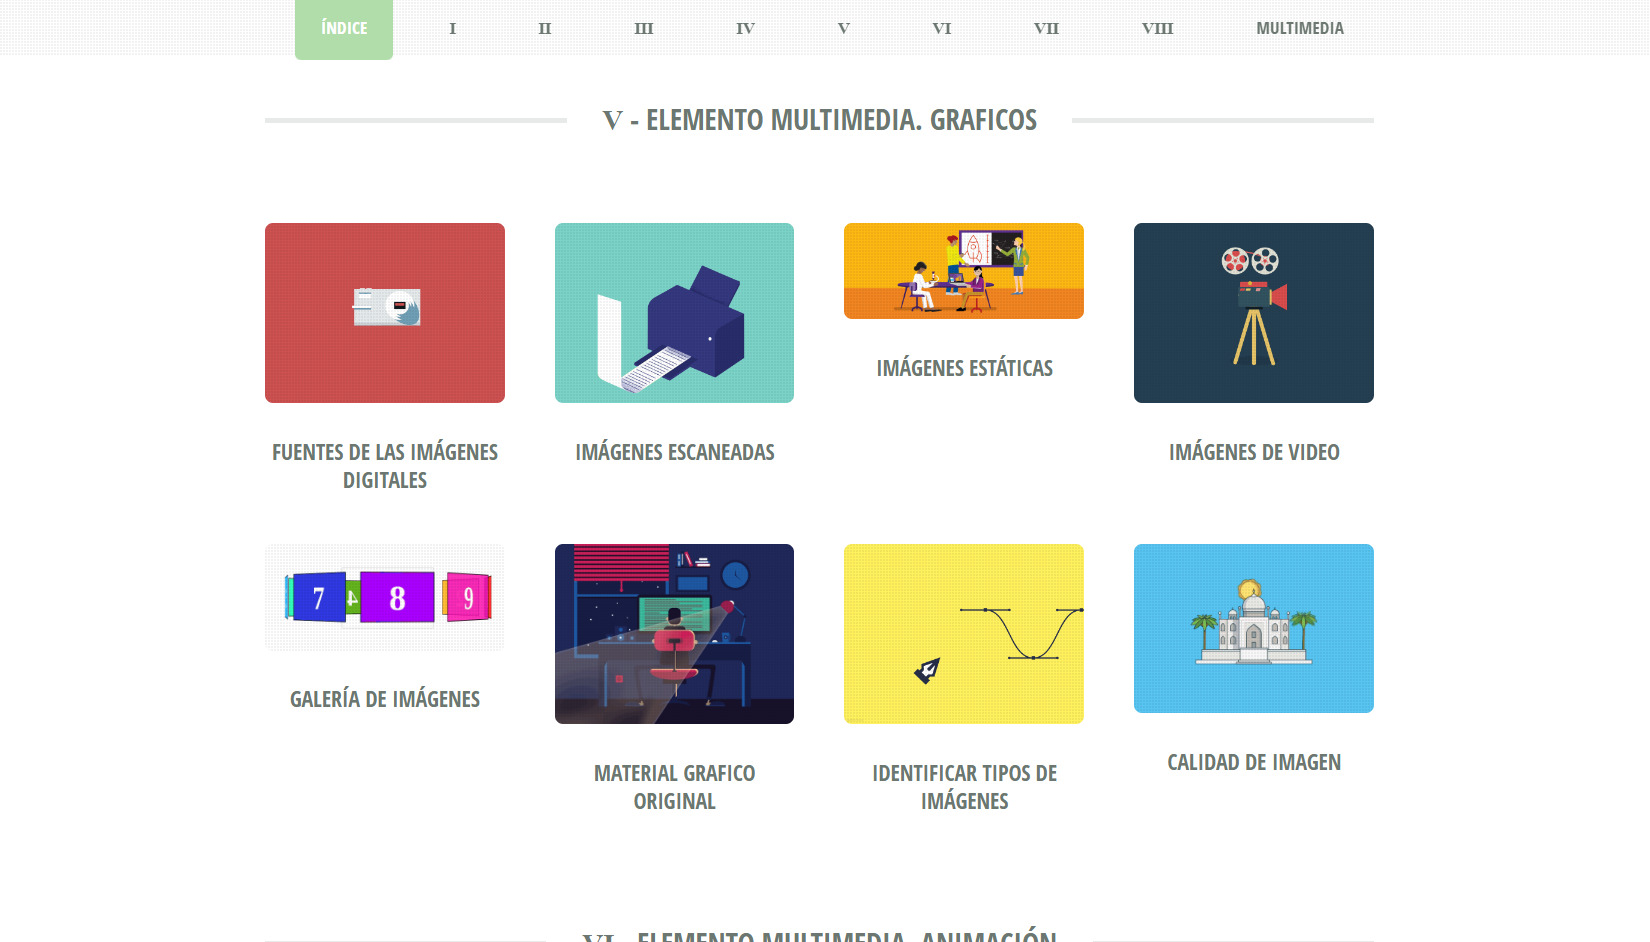 ÍNDICE I II III IV V VI VII VIII MULTIMEDIA
V - ELEMENTO MULTIMEDIA. GRAFICOS
FUENTES DE LAS IMÁGENES
DIGITALES
IMÁGENES ESCANEADAS
IMÁGENES ESTÁTICAS
IMÁGENES DE VIDEO
7 4 8 9
GALERÍA DE IMÁGENES
MATERIAL GRAFICO
ORIGINAL
IDENTIFICAR TIPOS DE
IMÁGENES
CALIDAD DE IMAGEN
VI - ELEMENTO MULTIMEDIA. ANIMACIÓN